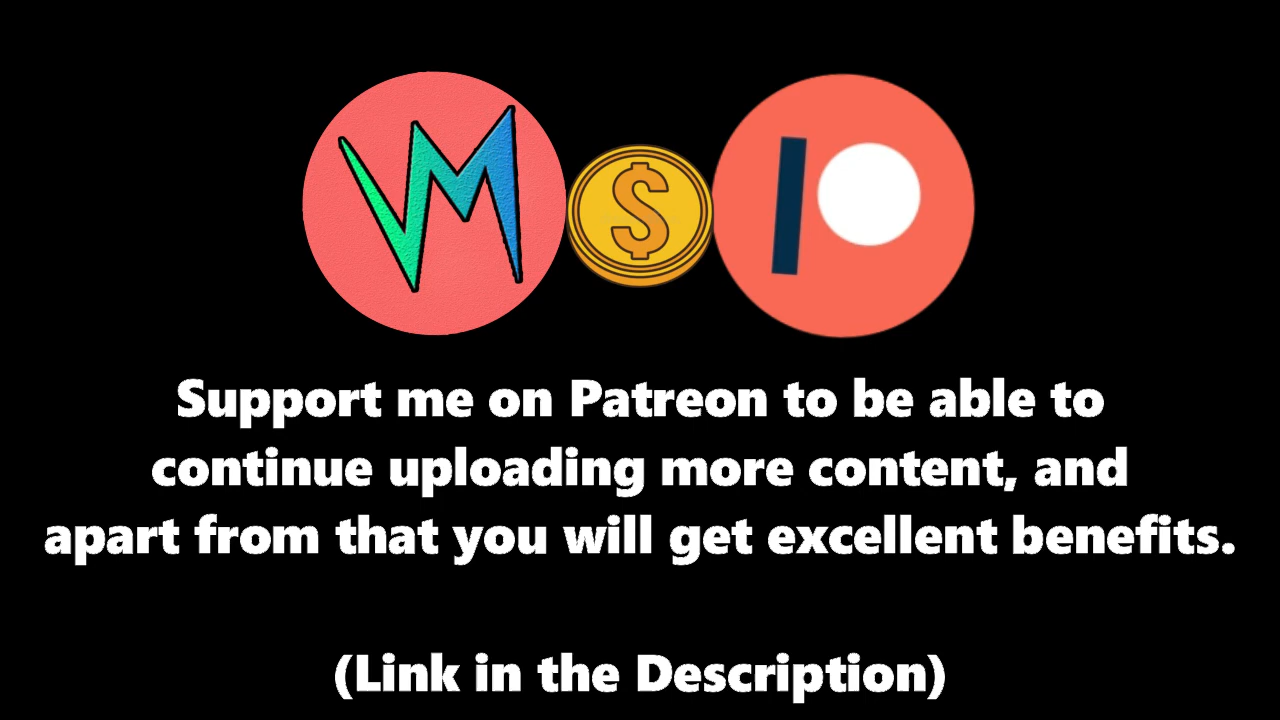 VM
$
Support me on Patreon to be able to
continue uploading more content, and
apart from that you will get excellent benefits.
(Link in the Description)